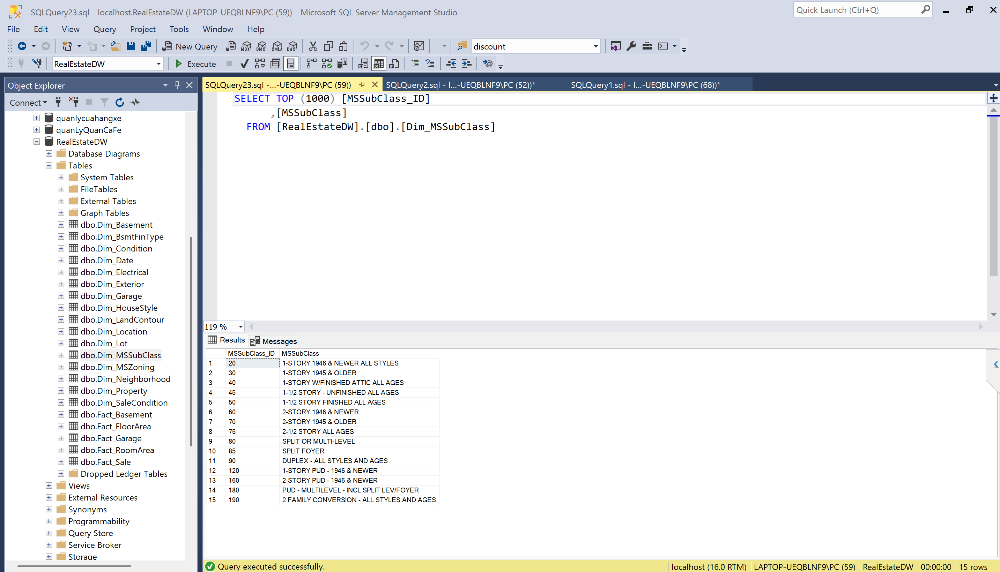 SQLQuery23.sql - localhost.RealEstateDW (LAPTOP-UEQBLNF9\PC (59)) - Microsoft SQL Server Management Studio
Quick Launch (Ctrl+Q)
File Edit View Query Project Tools Window Help
New Query MDX DMX XMLA DAX discount
RealEstateDW Execute
Object Explorer
Connect
quanlycuahangxe
quanLyQuanCaFe
RealEstateDW
Database Diagrams
Tables
System Tables
FileTables
External Tables
Graph Tables
dbo.Dim_Basement
dbo.Dim_BsmtFinType
dbo.Dim_Condition
dbo.Dim_Date
dbo.Dim_Electrical
dbo.Dim_Exterior
dbo.Dim_Garage
dbo.Dim_HouseStyle
dbo.Dim_LandContour
dbo.Dim_Location
dbo.Dim_Lot
dbo.Dim_MSSubClass
dbo.Dim_MSZoning
dbo.Dim_Neighborhood
dbo.Dim_Property
dbo.Dim_SaleCondition
dbo.Fact_Basement
dbo.Fact_FloorArea
dbo.Fact_Garage
dbo.Fact_RoomArea
dbo.Fact_Sale
Dropped Ledger Tables
Views
External Resources
Synonyms
Programmability
Query Store
Service Broker
Storage
SQLQuery23.sql -...-UEQBLNF9\PC (59)) SQLQuery2.sql - l...-UEQBLNF9\PC (52))* SQLQuery1.sql - l...-UEQBLNF9\PC (68))*
SELECT TOP (1000) [MSSubClass_ID]
,[MSSubClass]
FROM [RealEstateDW].[dbo].[Dim_MSSubClass]
119 %
Results Messages
MSSubClass_ID MSSubClass
1 20 1-STORY 1946 & NEWER ALL STYLES
2 30 1-STORY 1945 & OLDER
3 40 1-STORY W/FINISHED ATTIC ALL AGES
4 45 1-1/2 STORY - UNFINISHED ALL AGES
5 50 1-1/2 STORY FINISHED ALL AGES
6 60 2-STORY 1946 & NEWER
7 70 2-STORY 1945 & OLDER
8 75 2-1/2 STORY ALL AGES
9 80 SPLIT OR MULTI-LEVEL
10 85 SPLIT FOYER
11 90 DUPLEX - ALL STYLES AND AGES
12 120 1-STORY PUD - 1946 & NEWER
13 160 2-STORY PUD - 1946 & NEWER
14 180 PUD - MULTILEVEL - INCL SPLIT LEV/FOYER
15 190 2 FAMILY CONVERSION - ALL STYLES AND AGES
Query executed successfully. localhost (16.0 RTM) LAPTOP-UEQBLNF9\PC (59) RealEstateDW 00:00:00 15 rows